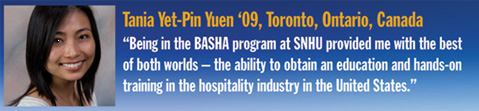 Tania Yet-Pin Yuen ‘09, Toronto, Ontario, Canada
“Being in the BASHA program at SNHU provided me with the best
of both worlds – the ability to obtain an education and hands-on
training in the hospitality industry in the United States.”